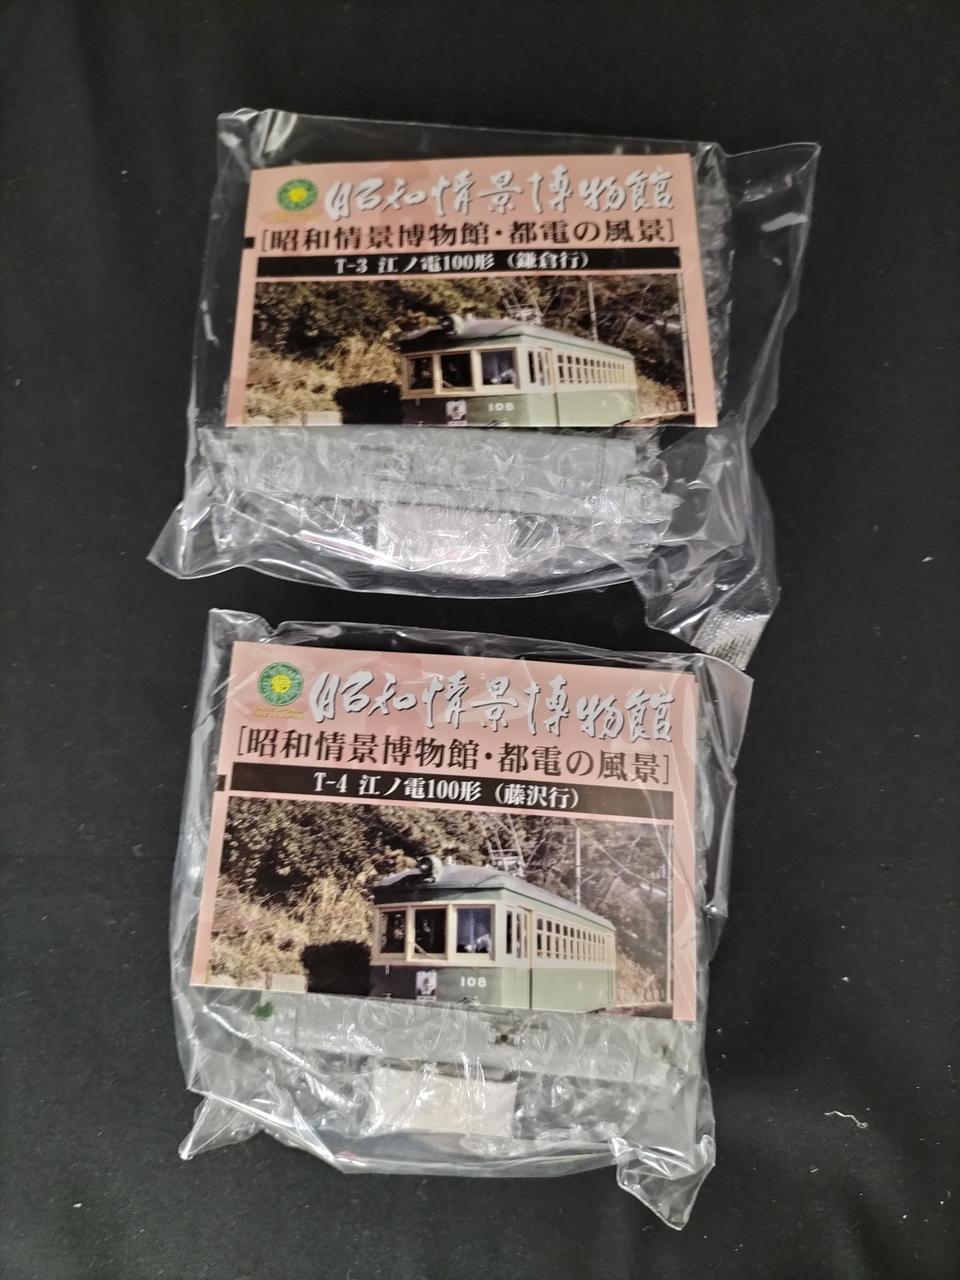 昭和情景博物館
[昭和情景博物館・都電の風景]
T-3 江ノ電100形（鎌倉行）
108
昭和情景博物館
[昭和情景博物館・都電の風景]
T-4 江ノ電100形（藤沢行）
108